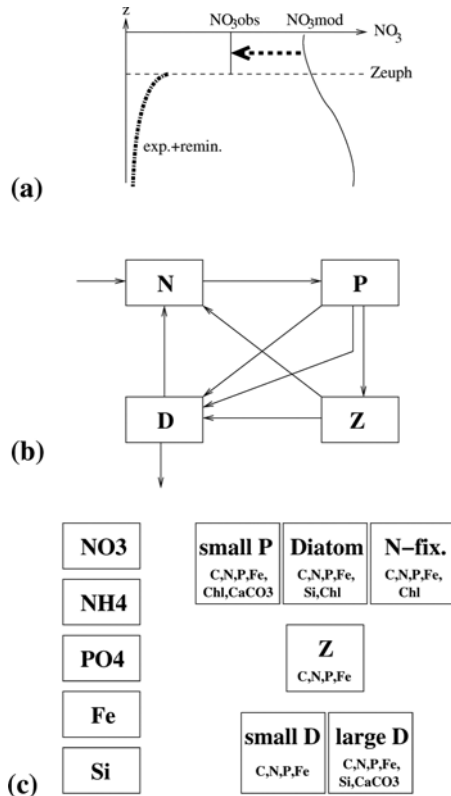 z
NO3obs NO3mod
NO3
Zeuph
exp.+remin.
(a)
N P
D Z
(b)
NO3
NH4
PO4
Fe
Si
small P
C,N,P,Fe,
Chl,CaCO3
Diatom
C,N,P,Fe,
Si,Chl
N-fix.
C,N,P,Fe,
Chl
Z
C,N,P,Fe
small D
C,N,P,Fe
large D
C,N,P,Fe,
Si,CaCO3
(c)